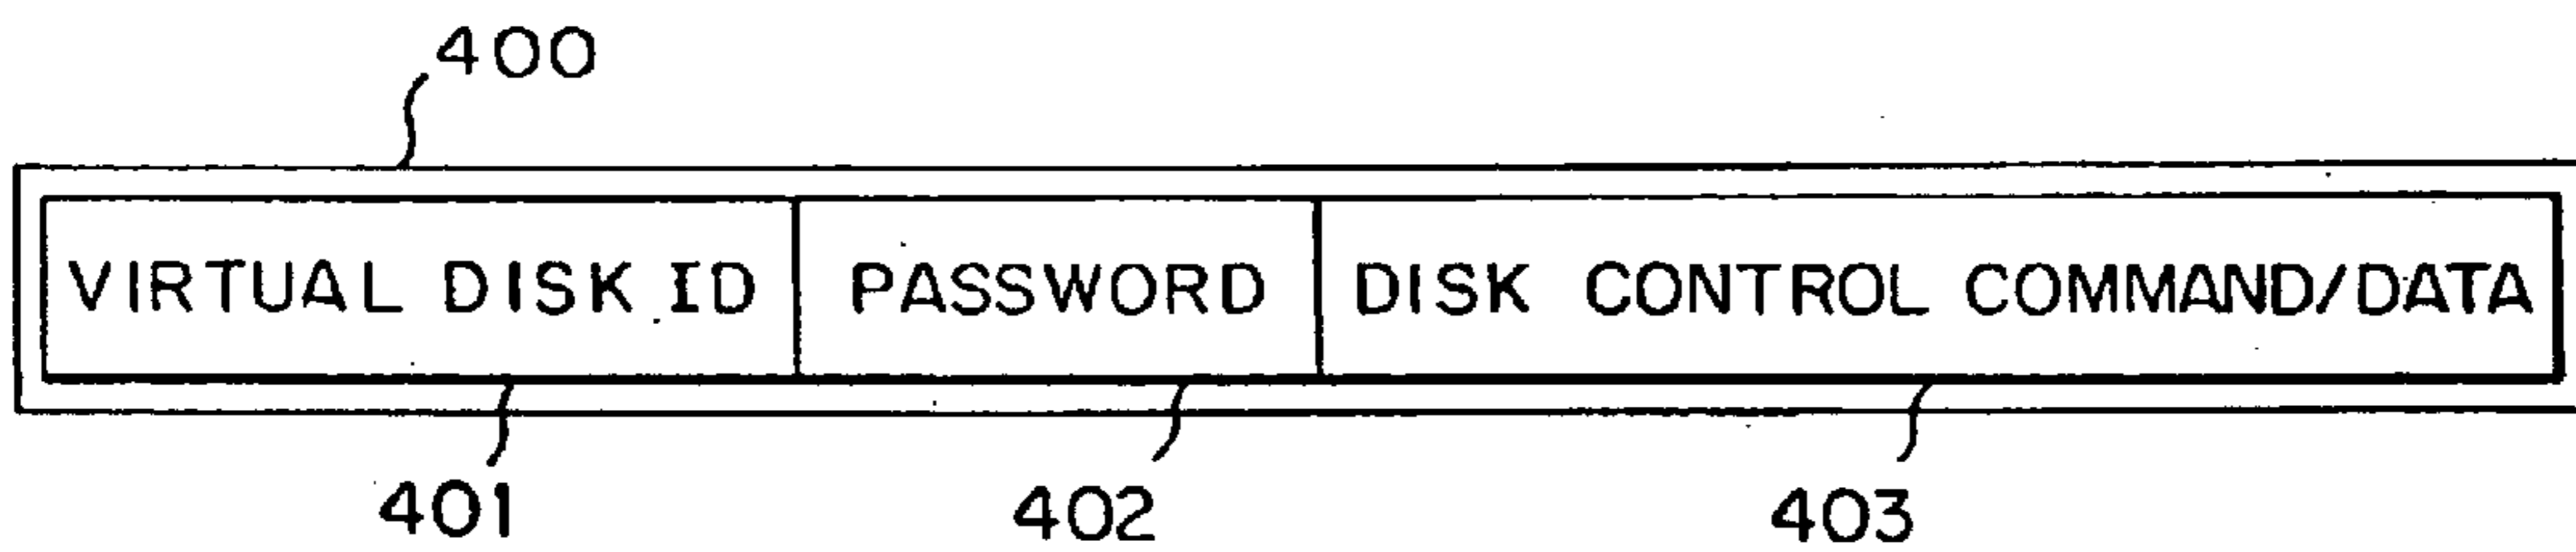 400
VIRTUAL DISK ID PASSWORD DISK CONTROL COMMAND/DATA
401 402 403